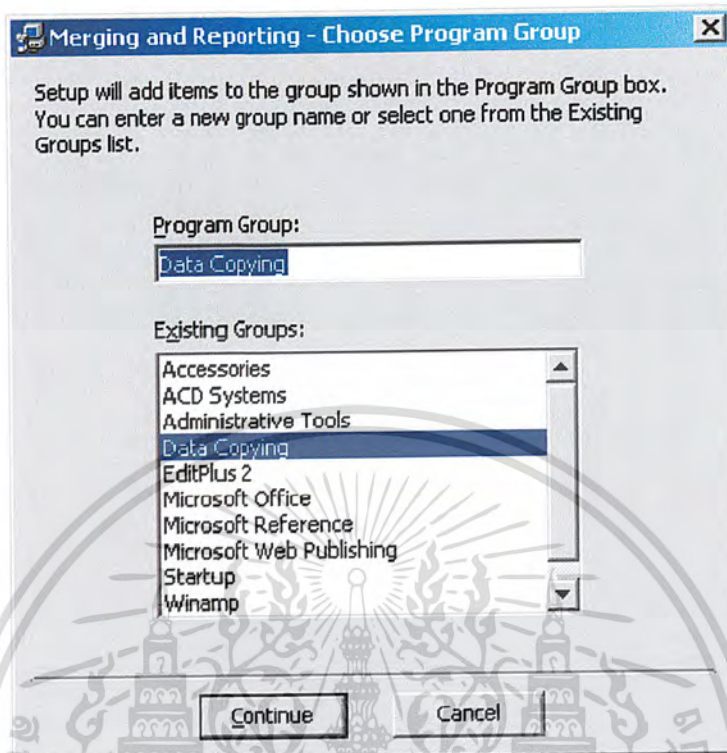 Merging and Reporting - Choose Program Group
Setup will add items to the group shown in the Program Group box.
You can enter a new group name or select one from the Existing
Groups list.
Program Group:
Data Copying
Existing Groups:
Accessories
ACD Systems
Administrative Tools
Data Copying
EditPlus 2
Microsoft Office
Microsoft Reference
Microsoft Web Publishing
Startup
Winamp
Continue
Cancel